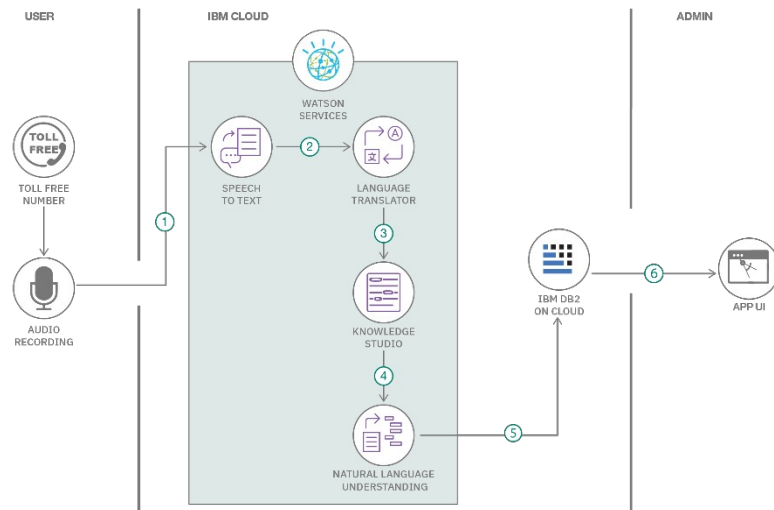 USER
IBM CLOUD
ADMIN
WATSON
SERVICES
TOLL
FREE
TOLL FREE
NUMBER
SPEECH
TO TEXT
2
A
文
LANGUAGE
TRANSLATOR
1
3
AUDIO
RECORDING
KNOWLEDGE
STUDIO
IBM DB2
ON CLOUD
6
APP UI
4
NATURAL LANGUAGE
UNDERSTANDING
5